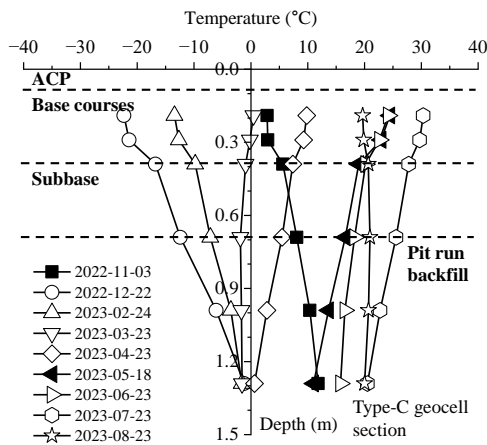 Temperature (°C)
−40 −30 −20 −10 0 10 20 30 40
0.0
ACP
Base courses
0.3
Subbase
0.6
Pit run
backfill
0.9
1.2
1.5
2022-11-03
2022-12-22
2023-02-24
2023-03-23
2023-04-23
2023-05-18
2023-06-23
2023-07-23
2023-08-23
Depth (m)
Type-C geocell
section